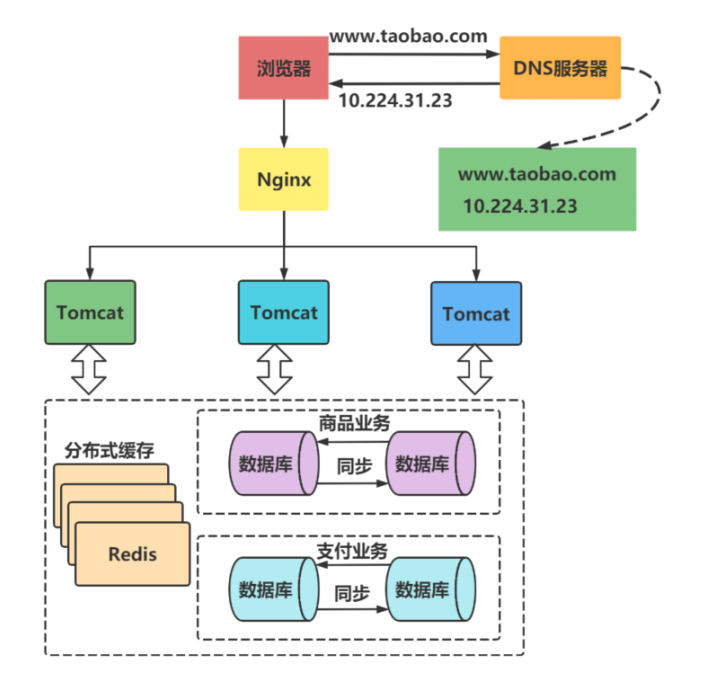 www.taobao.com
浏览器
DNS服务器
10.224.31.23
www.taobao.com
10.224.31.23
Nginx
Tomcat
Tomcat
Tomcat
分布式缓存
Redis
商品业务
数据库
同步
数据库
支付业务
数据库
同步
数据库